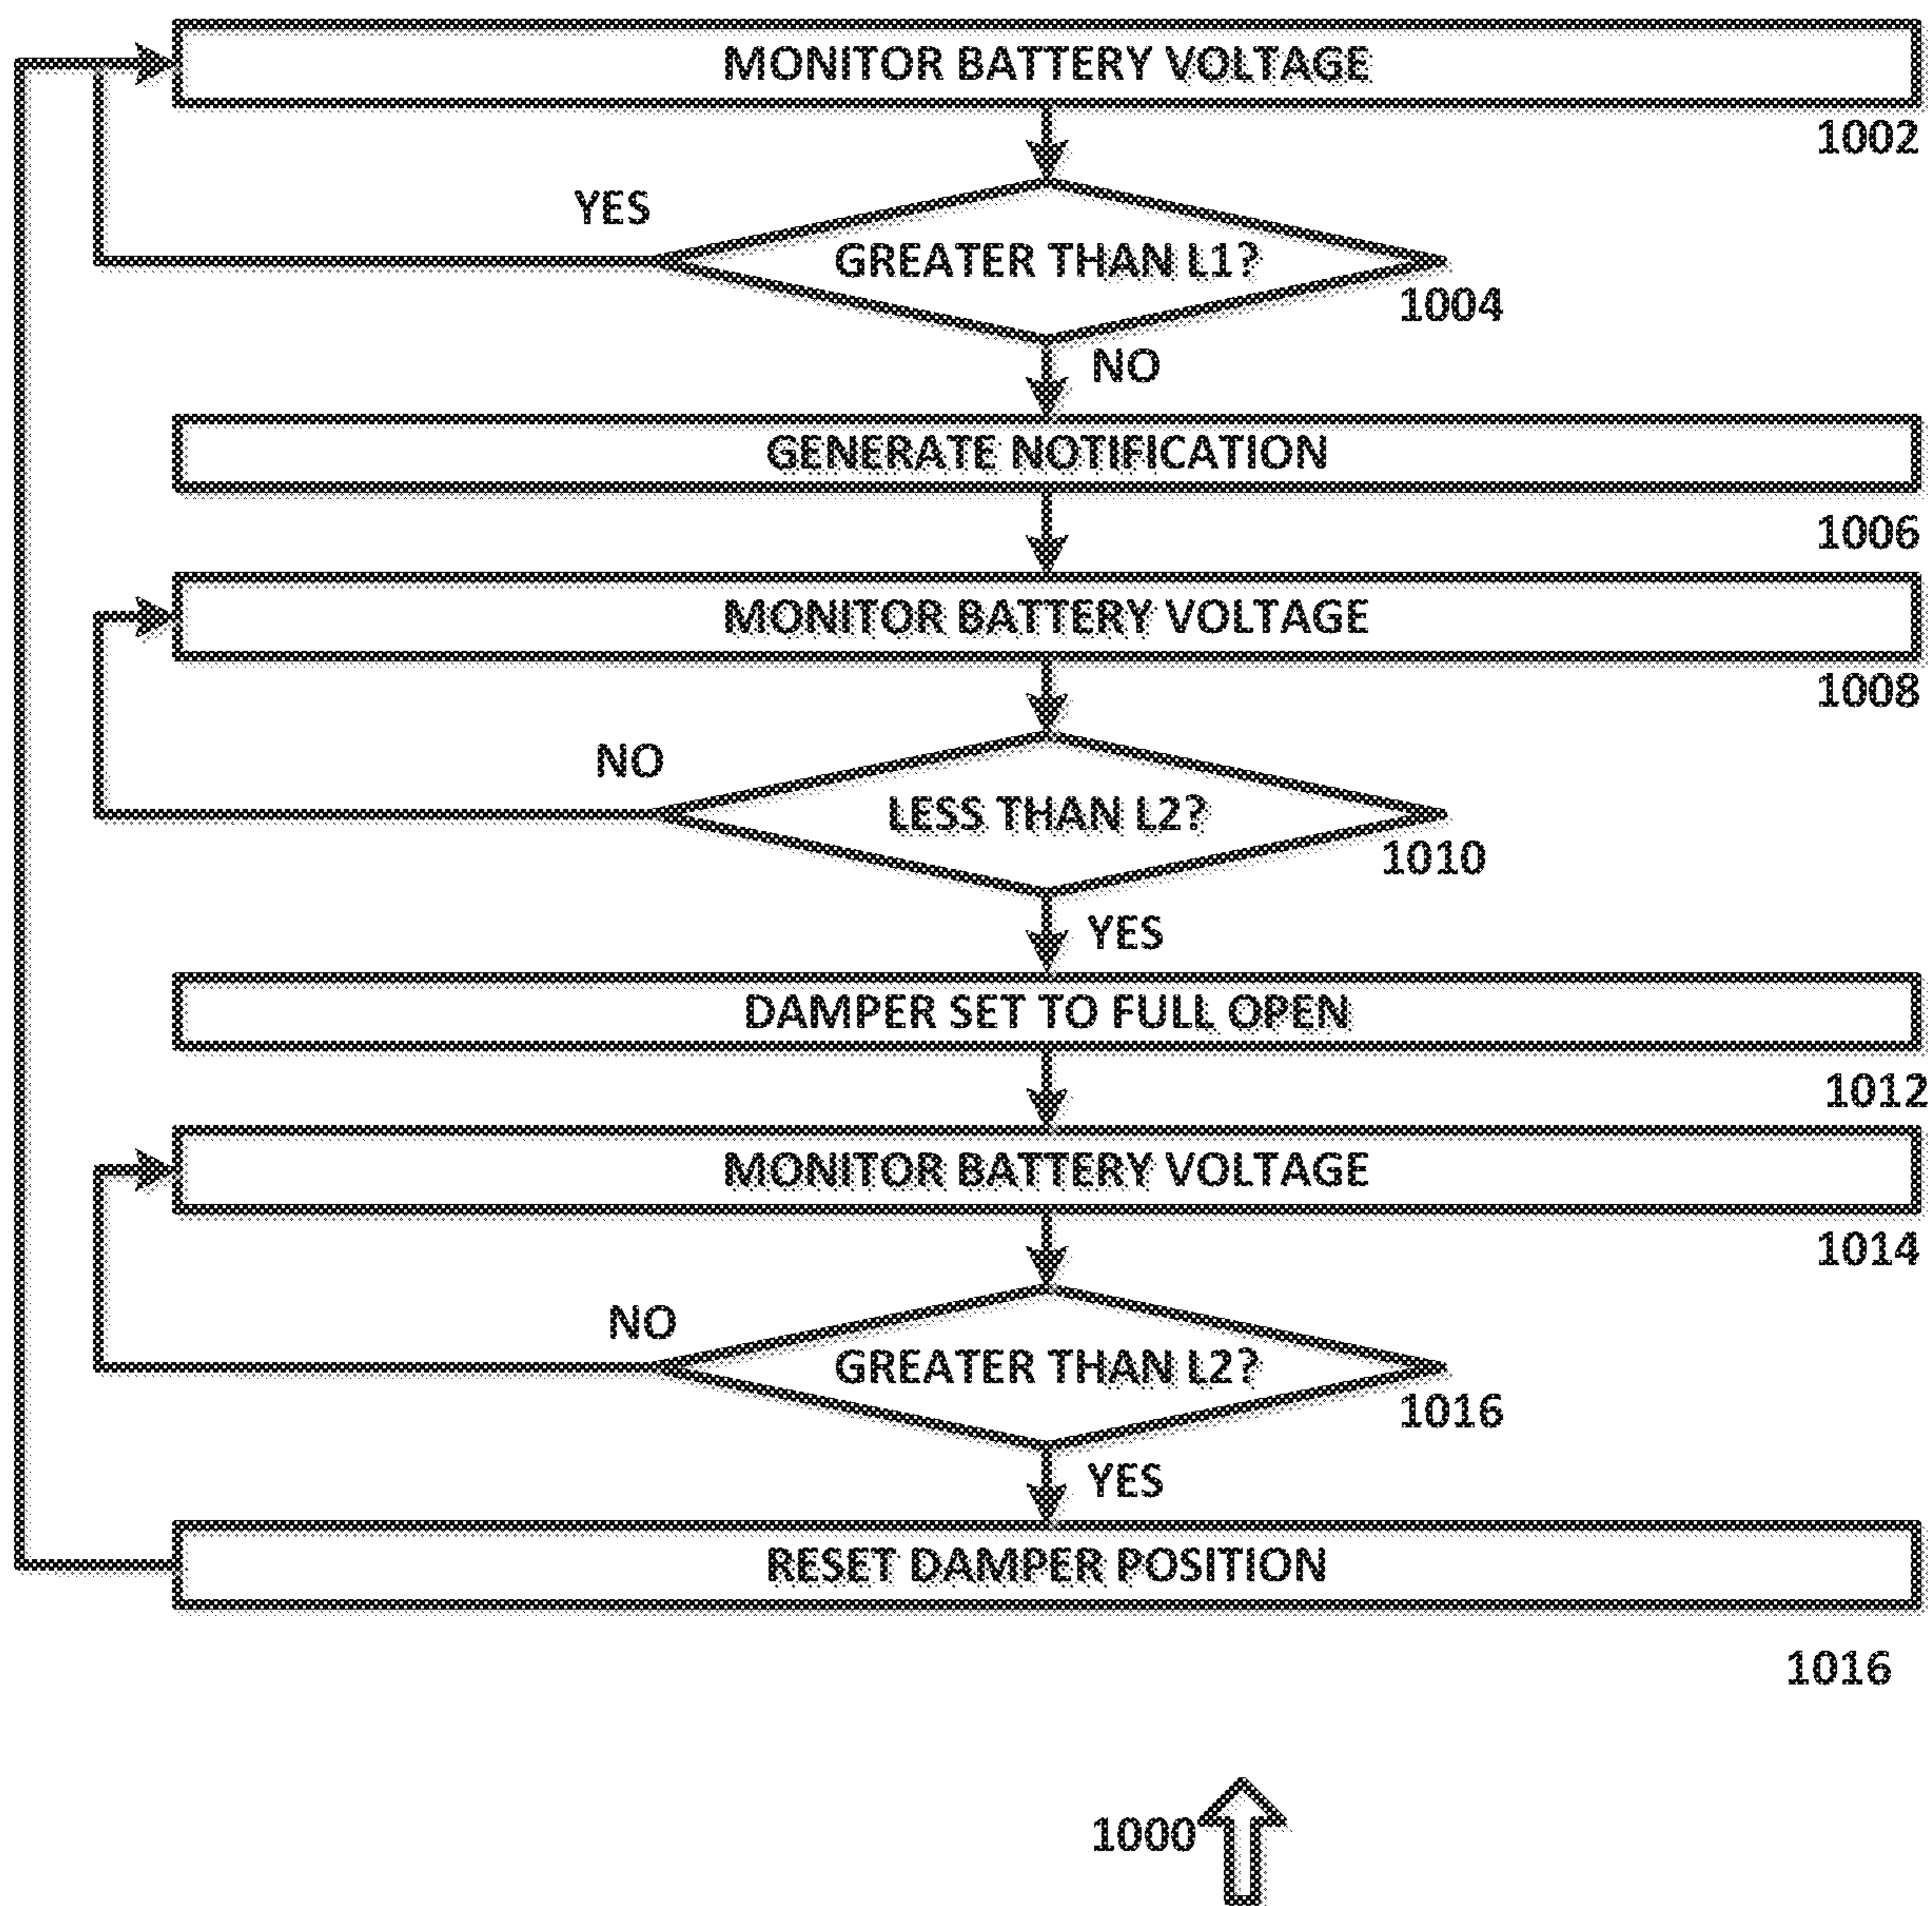 MONITOR BATTERY VOLTAGE
1002
YES
GREATER THAN L1?
1004
NO
GENERATE NOTIFICATION
1006
MONITOR BATTERY VOLTAGE
1008
NO
LESS THAN L2?
1010
YES
DAMPER SET TO FULL OPEN
1012
MONITOR BATTERY VOLTAGE
1014
NO
GREATER THAN L2?
1016
YES
RESET DAMPER POSITION
1016
1000